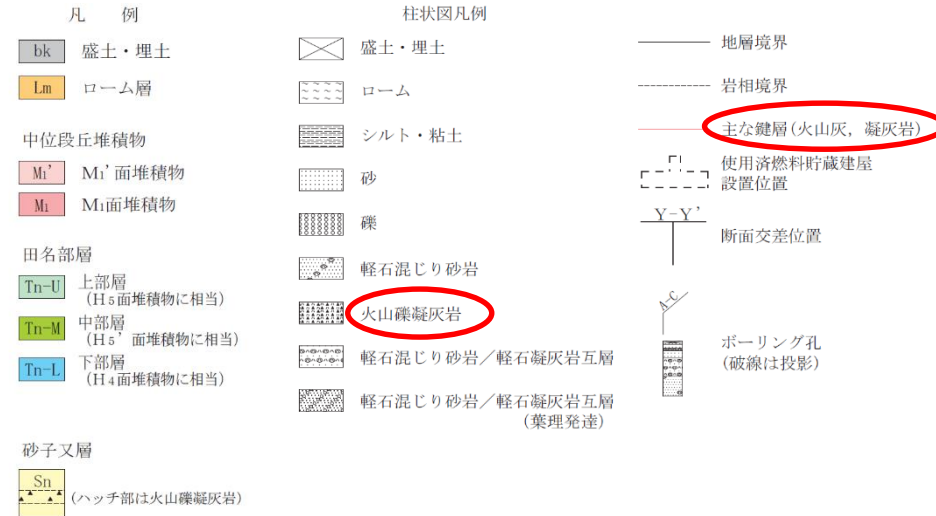 凡　例
bk 盛土・埋土
Lm ローム層
中位段丘堆積物
M1' M1'面堆積物
M1 M1面堆積物
田名部層
Tn-U 上部層
(H5面堆積物に相当)
Tn-M 中部層
(H5'面堆積物に相当)
Tn-L 下部層
(H4面堆積物に相当)
砂子又層
Sn
(ハッチ部は火山礫凝灰岩)
柱状図凡例
盛土・埋土
ローム
シルト・粘土
砂
礫
軽石混じり砂岩
火山礫凝灰岩
軽石混じり砂岩／軽石凝灰岩互層
軽石混じり砂岩／軽石凝灰岩互層
(葉理発達)
地層境界
岩相境界
主な鍵層(火山灰，凝灰岩)
使用済燃料貯蔵建屋
設置位置
Y-Y'
断面交差位置
A-C
ボーリング孔
(破線は投影)